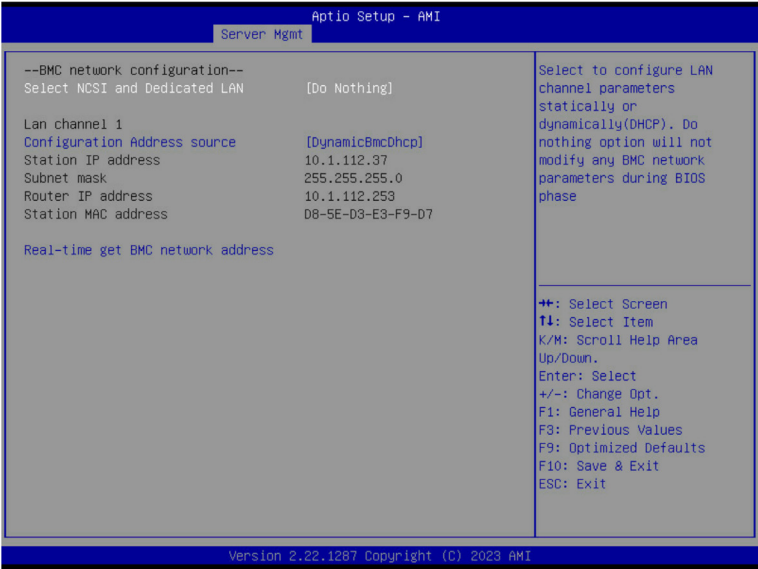 Aptio Setup - AMI
Server Mgmt
--BMC network configuration--
Select NCSI and Dedicated LAN [Do Nothing]
Lan channel 1
Configuration Address source [DynamicBmcDhcp]
Station IP address 10.1.112.37
Subnet mask 255.255.255.0
Router IP address 10.1.112.253
Station MAC address D8-5E-D3-E3-F9-D7
Real-time get BMC network address
Select to configure LAN
channel parameters
statically or
dynamically(DHCP). Do
nothing option will not
modify any BMC network
parameters during BIOS
phase
→←: Select Screen
↑↓: Select Item
K/M: Scroll Help Area
Up/Down.
Enter: Select
+/-: Change Opt.
F1: General Help
F3: Previous Values
F9: Optimized Defaults
F10: Save & Exit
ESC: Exit
Version 2.22.1287 Copyright (C) 2023 AMI